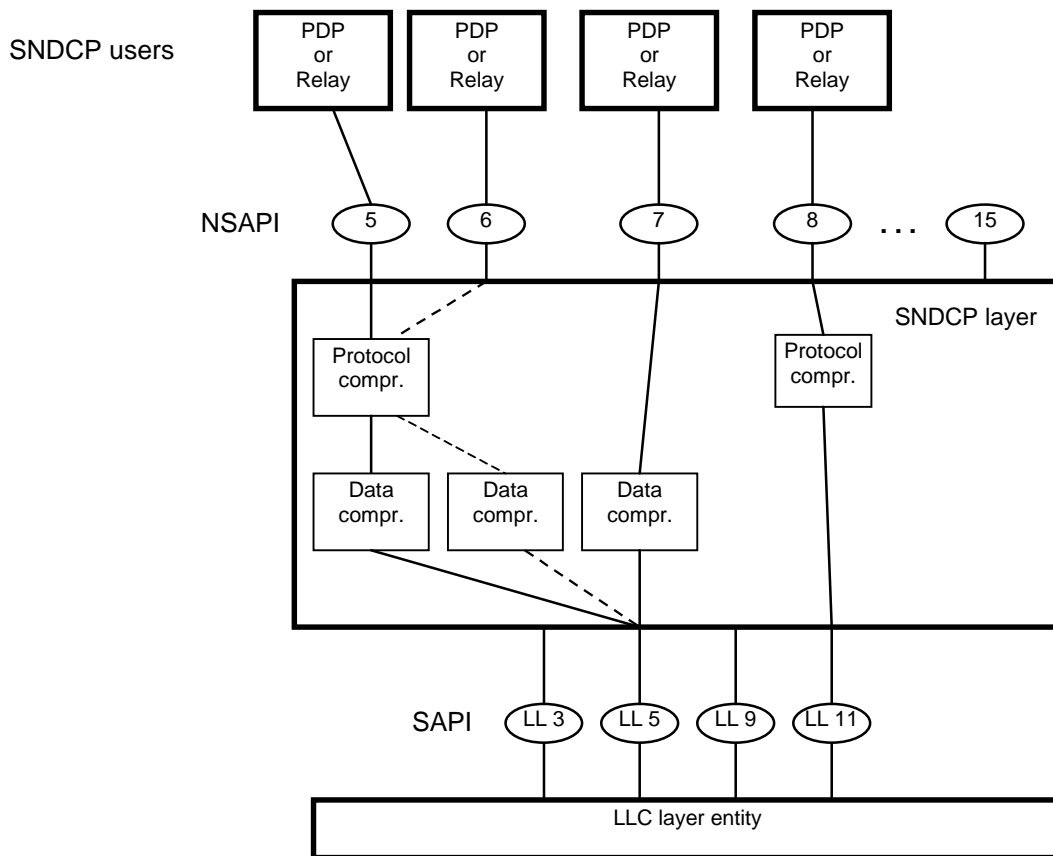 SNDCP users
PDP
or
Relay
PDP
or
Relay
PDP
or
Relay
PDP
or
Relay
NSAPI
5
6
7
8
. . .
15
SNDCP layer
Protocol
compr.
Protocol
compr.
Data
compr.
Data
compr.
Data
compr.
SAPI
LL 3
LL 5
LL 9
LL 11
LLC layer entity